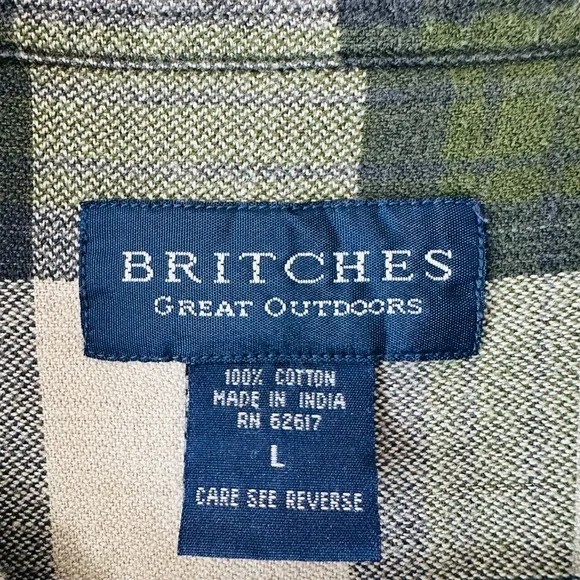 BRITCHES
GREAT OUTDOORS
100% COTTON
MADE IN INDIA
RN 62617
L
CARE SEE REVERSE